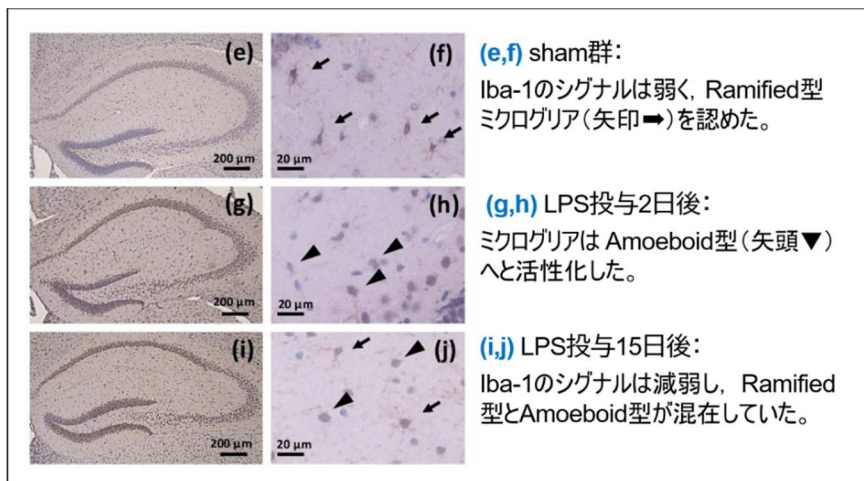 (e)
200 μm
(f)
20 μm
(e,f) sham群：
Iba-1のシグナルは弱く, Ramified型
ミクログリア（矢印➡）を認めた。
(g)
200 μm
(h)
20 μm
(g,h) LPS投与2日後：
ミクログリアは Amoeboid型（矢頭▼）
へと活性化した。
(i)
200 μm
(j)
20 μm
(i,j) LPS投与15日後：
Iba-1のシグナルは減弱し, Ramified
型とAmoeboid型が混在していた。